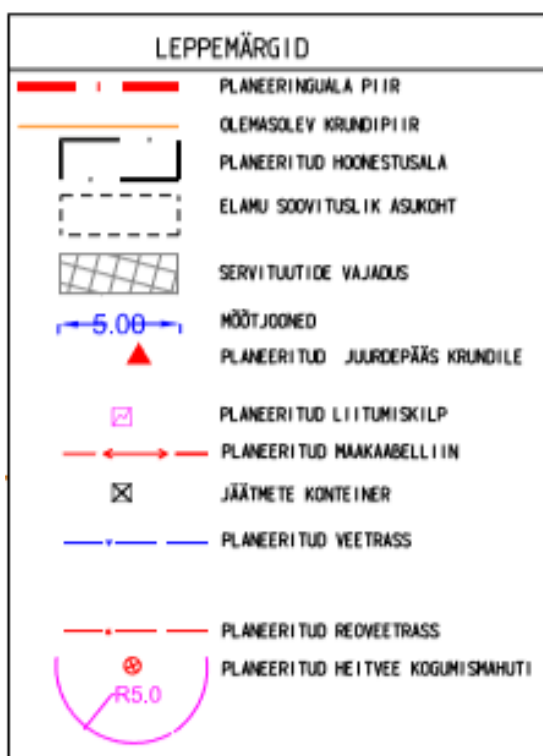 LEPPEMÄRGID
PLANEERINGUALA PIIR
OLEMASOLEV KRUNDIPIIR
PLANEERITUD HOONESTUSALA
ELAMU SOOVITUSLIK ASUKOHT
SERVITUUTIDE VAJADUS
5.00 MÕÕTJOONED
PLANEERITUD JUURDEPÄÄS KRUNDILE
PLANEERITUD LIITUMISKILP
PLANEERITUD MAAKAABELLIIN
JÄÄTMETE KONTEINER
PLANEERITUD VEETRASS
PLANEERITUD REOVEETRASS
PLANEERITUD HEITVEE KOGUMISMAHUTI
R5.0